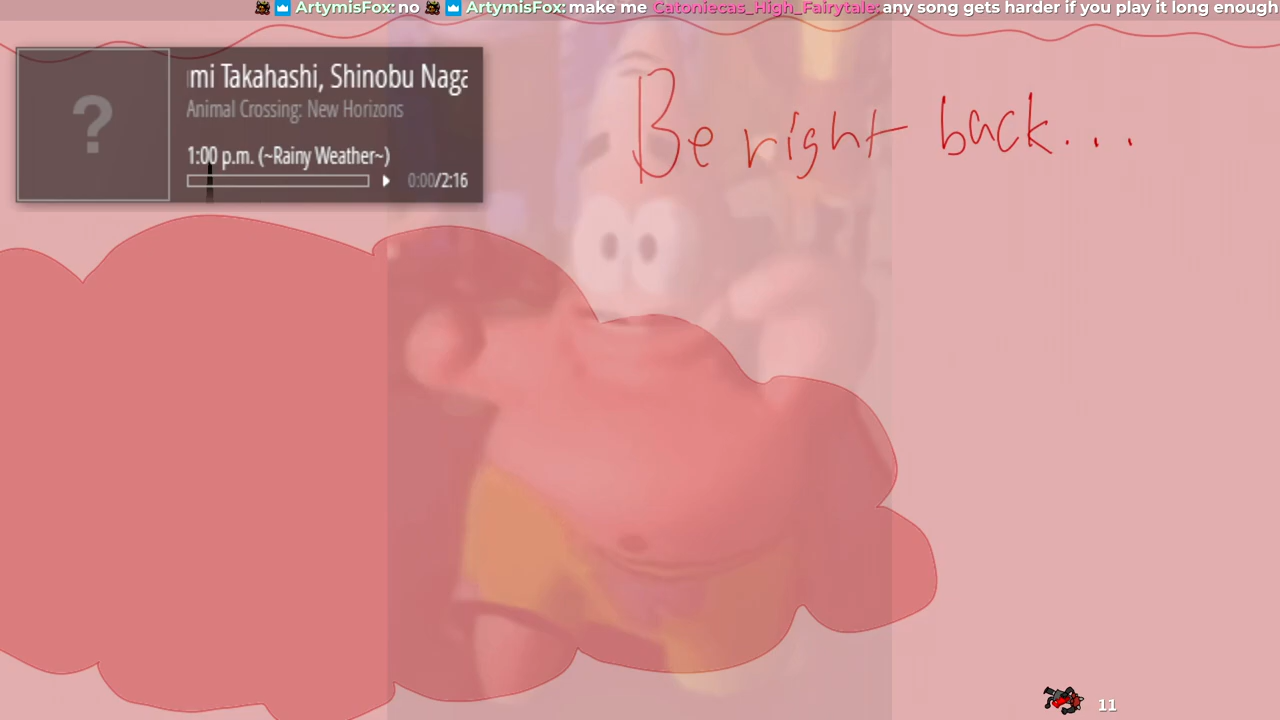 ArtymisFox: no ArtymisFox: make me Catoniecas_High_Fairytale: any song gets harder if you play it long enough
mi Takahashi, Shinobu Naga
Animal Crossing: New Horizons
1:00 p.m. (~Rainy Weather~)
0:00/2:16
?
Be right back...
11